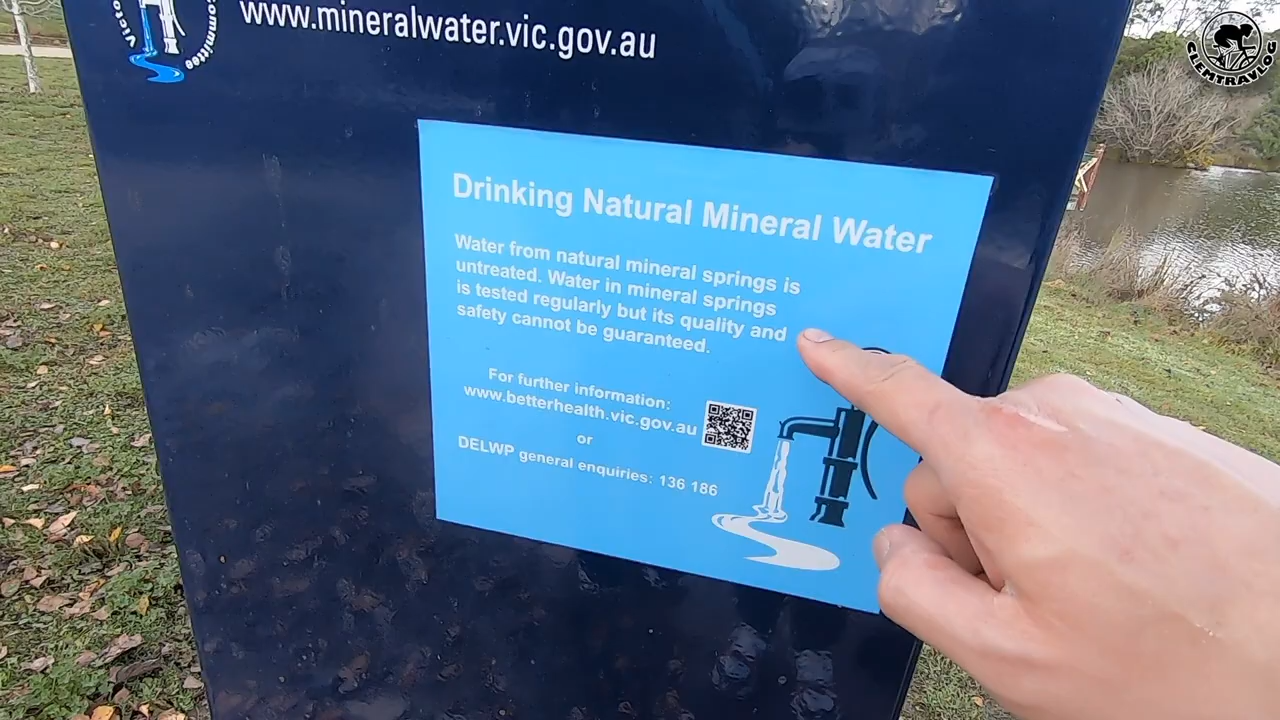 www.mineralwater.vic.gov.au
committee
CLEMTRAVLOG
Drinking Natural Mineral Water
Water from natural mineral springs is
untreated. Water in mineral springs
is tested regularly but its quality and
safety cannot be guaranteed.
For further information:
www.betterhealth.vic.gov.au
or
DELWP general enquiries: 136 186